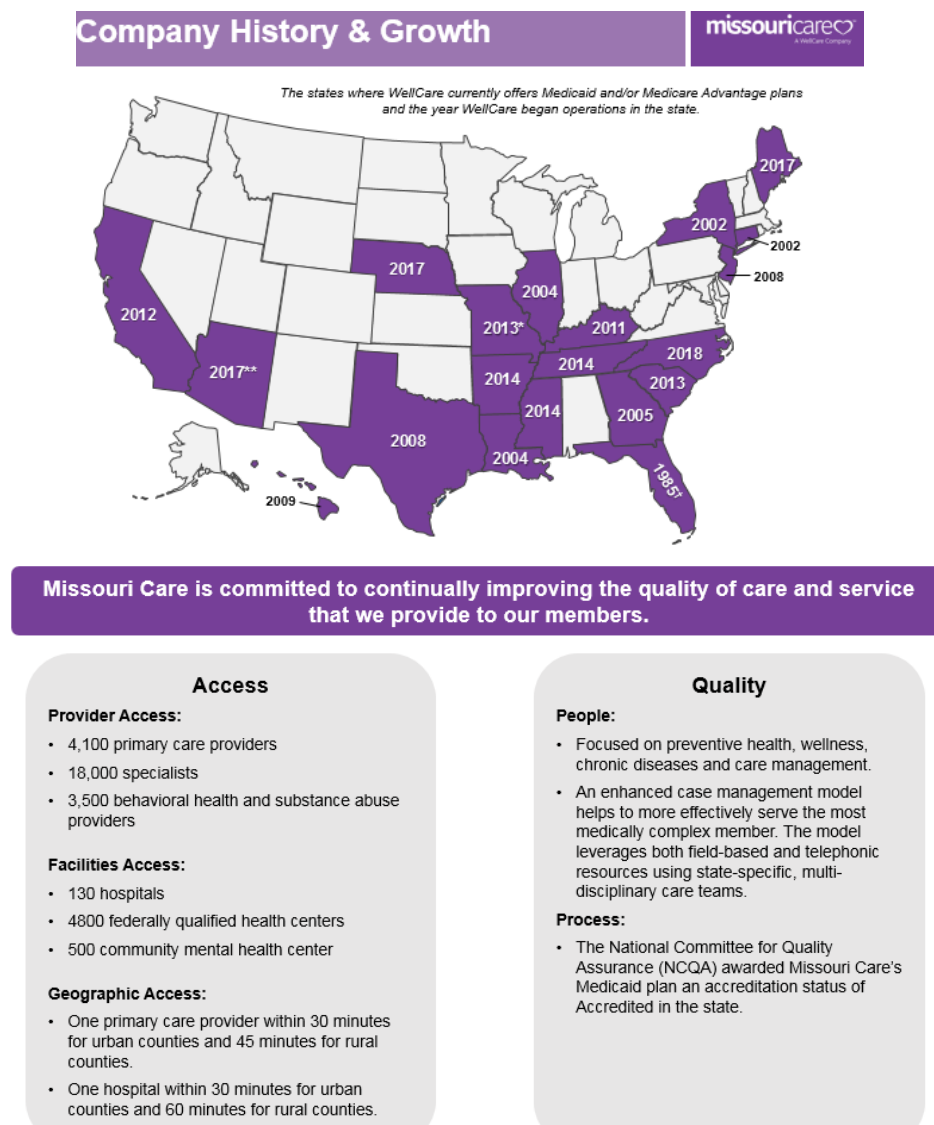 Company History & Growth
missouricare
A WellCare Company
The states where WellCare currently offers Medicaid and/or Medicare Advantage plans
and the year WellCare began operations in the state.
2017
2002
2002
2017
2008
2004
2012
2013*
2011
2018
2017**
2014
2014
2013
2014
2005
2008
2004
1985†
2009
Missouri Care is committed to continually improving the quality of care and service
that we provide to our members.
Access
Provider Access:
• 4,100 primary care providers
• 18,000 specialists
• 3,500 behavioral health and substance abuse
providers
Facilities Access:
• 130 hospitals
• 4800 federally qualified health centers
• 500 community mental health center
Geographic Access:
• One primary care provider within 30 minutes
for urban counties and 45 minutes for rural
counties.
• One hospital within 30 minutes for urban
counties and 60 minutes for rural counties.
Quality
People:
• Focused on preventive health, wellness,
chronic diseases and care management.
• An enhanced case management model
helps to more effectively serve the most
medically complex member. The model
leverages both field-based and telephonic
resources using state-specific, multi-
disciplinary care teams.
Process:
• The National Committee for Quality
Assurance (NCQA) awarded Missouri Care's
Medicaid plan an accreditation status of
Accredited in the state.